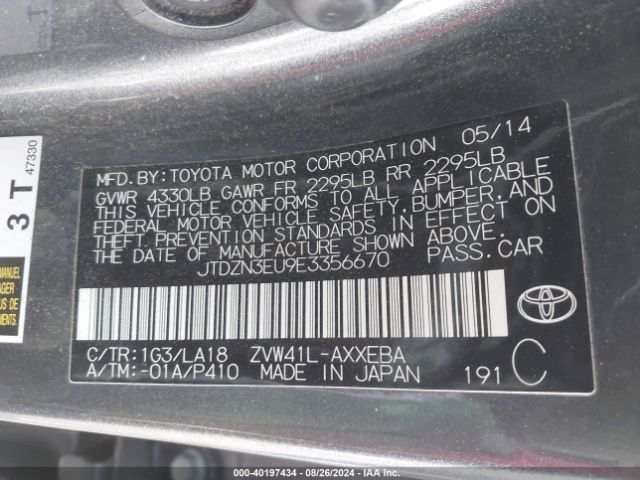 MFD.BY:TOYOTA MOTOR CORPORATION 05/14
GVWR 4330LB GAWR FR 2295LB RR 2295LB
THIS VEHICLE CONFORMS TO ALL APPLICABLE
FEDERAL MOTOR VEHICLE SAFETY, BUMPER, AND
THEFT PREVENTION STANDARDS IN EFFECT ON
THE DATE OF MANUFACTURE SHOWN ABOVE.
JTDZN3EU9E3356670 PASS.CAR
C/TR:1G3/LA18 ZVW41L-AXXEBA
A/TM:-01A/P410 MADE IN JAPAN 191 C
3 T 47330
000-40197434 - 08/26/2024 - IAA Inc.